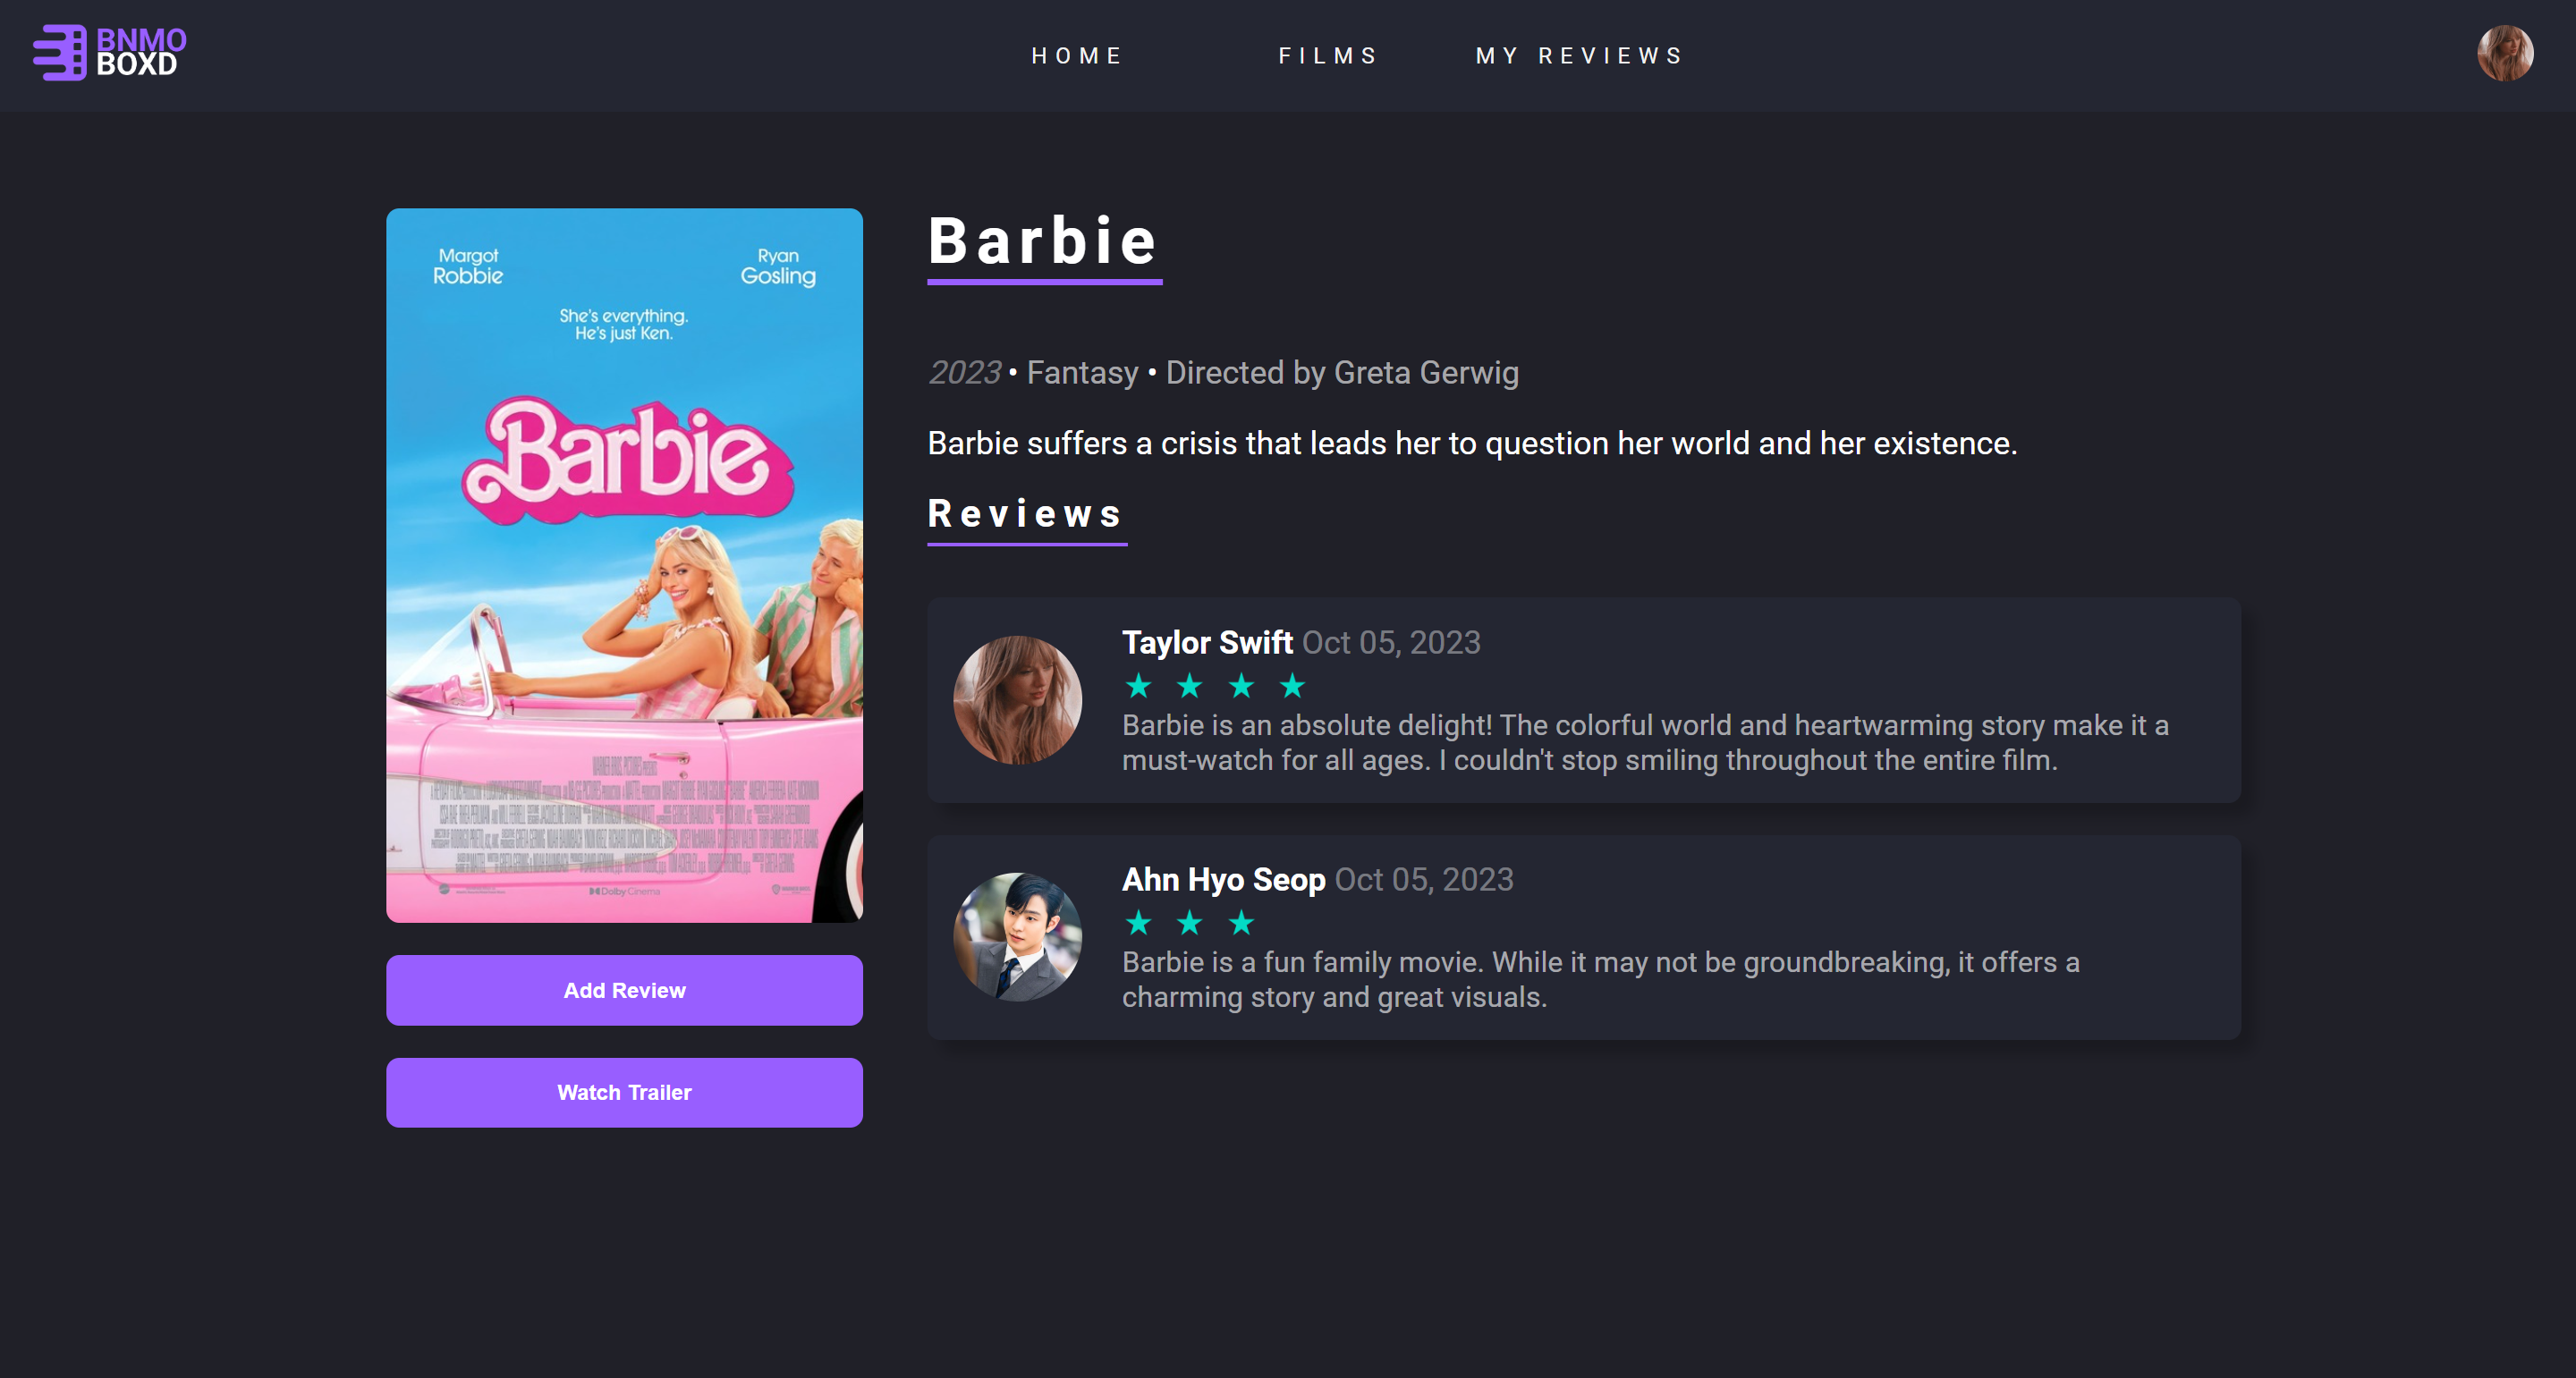 BNMO
BOXD
HOME FILMS MY REVIEWS
Margot
Robbie
Ryan
Gosling
She's everything.
He's just Ken.
Barbie
Dolby Cinema
Add Review
Watch Trailer
Barbie
2023 • Fantasy • Directed by Greta Gerwig
Barbie suffers a crisis that leads her to question her world and her existence.
Reviews
Taylor Swift Oct 05, 2023
★ ★ ★ ★
Barbie is an absolute delight! The colorful world and heartwarming story make it a
must-watch for all ages. I couldn't stop smiling throughout the entire film.
Ahn Hyo Seop Oct 05, 2023
★ ★ ★
Barbie is a fun family movie. While it may not be groundbreaking, it offers a
charming story and great visuals.